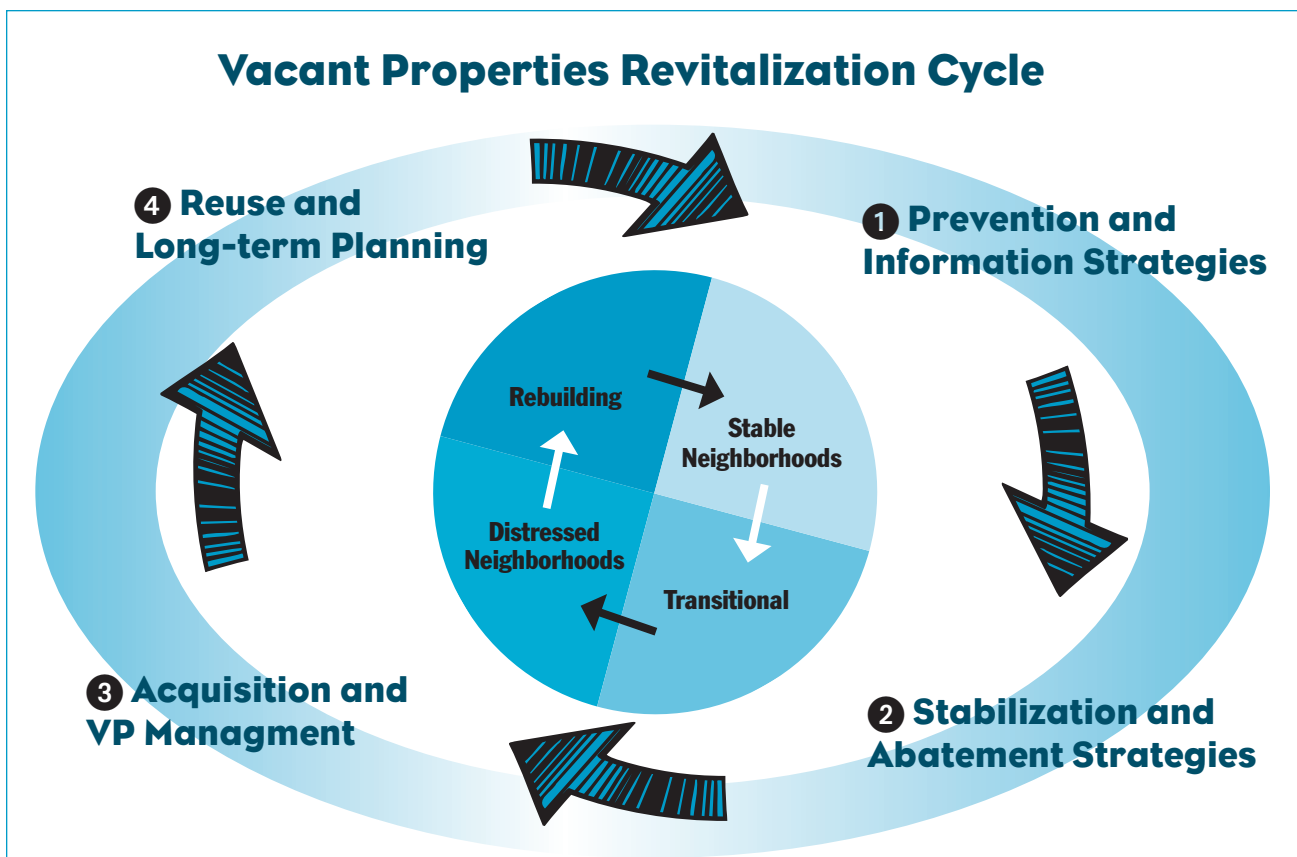 Vacant Properties Revitalization Cycle
4 Reuse and
Long-term Planning
1 Prevention and
Information Strategies
Rebuilding
Stable
Neighborhoods
Distressed
Neighborhoods
Transitional
3 Acquisition and
VP Managment
2 Stabilization and
Abatement Strategies